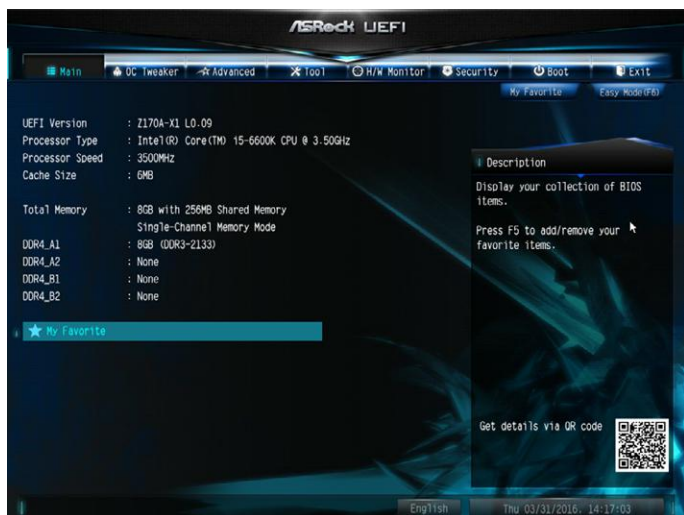 ASRock UEFI
Main OC Tweaker Advanced Tool H/W Monitor Security Boot Exit
My Favorite Easy Mode(F6)
UEFI Version : Z170A-X1 L0.09
Processor Type : Intel(R) Core(TM) i5-6600K CPU @ 3.50GHz
Processor Speed : 3500MHz
Cache Size : 6MB
Total Memory : 8GB with 256MB Shared Memory
Single-Channel Memory Mode
DDR4_A1 : 8GB (DDR3-2133)
DDR4_A2 : None
DDR4_B1 : None
DDR4_B2 : None
My Favorite
Description
Display your collection of BIOS
items.
Press F5 to add/remove your
favorite items.
Get details via QR code
English Thu 03/31/2016. 14:17:03